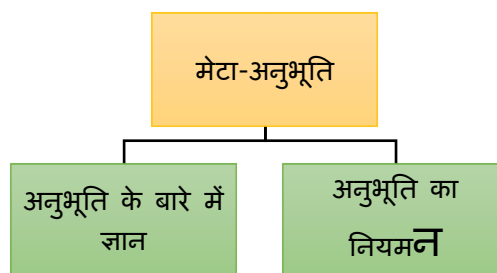 मेटा-अनुभूति
अनुभूति के बारे में
ज्ञान
अनुभूति का
नियमन